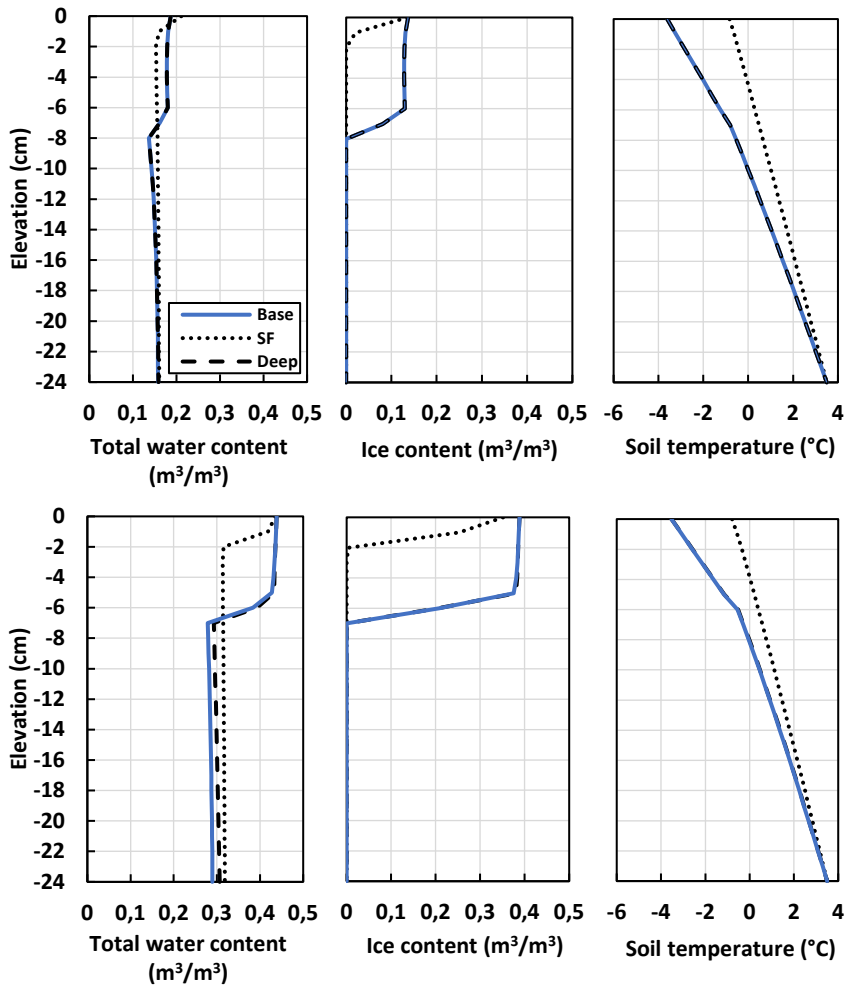 0
-2
-4
-6
-8
-10
-12
-14
-16
-18
-20
-22
-24
Elevation (cm)
Base
SF
Deep
0 0,1 0,2 0,3 0,4 0,5
Total water content
(m³/m³)
0 0,1 0,2 0,3 0,4 0,5
Ice content (m³/m³)
-6 -4 -2 0 2 4
Soil temperature (°C)
0
-2
-4
-6
-8
-10
-12
-14
-16
-18
-20
-22
-24
Elevation (cm)
0 0,1 0,2 0,3 0,4 0,5
Total water content
(m³/m³)
0 0,1 0,2 0,3 0,4 0,5
Ice content (m³/m³)
-6 -4 -2 0 2 4
Soil temperature (°C)